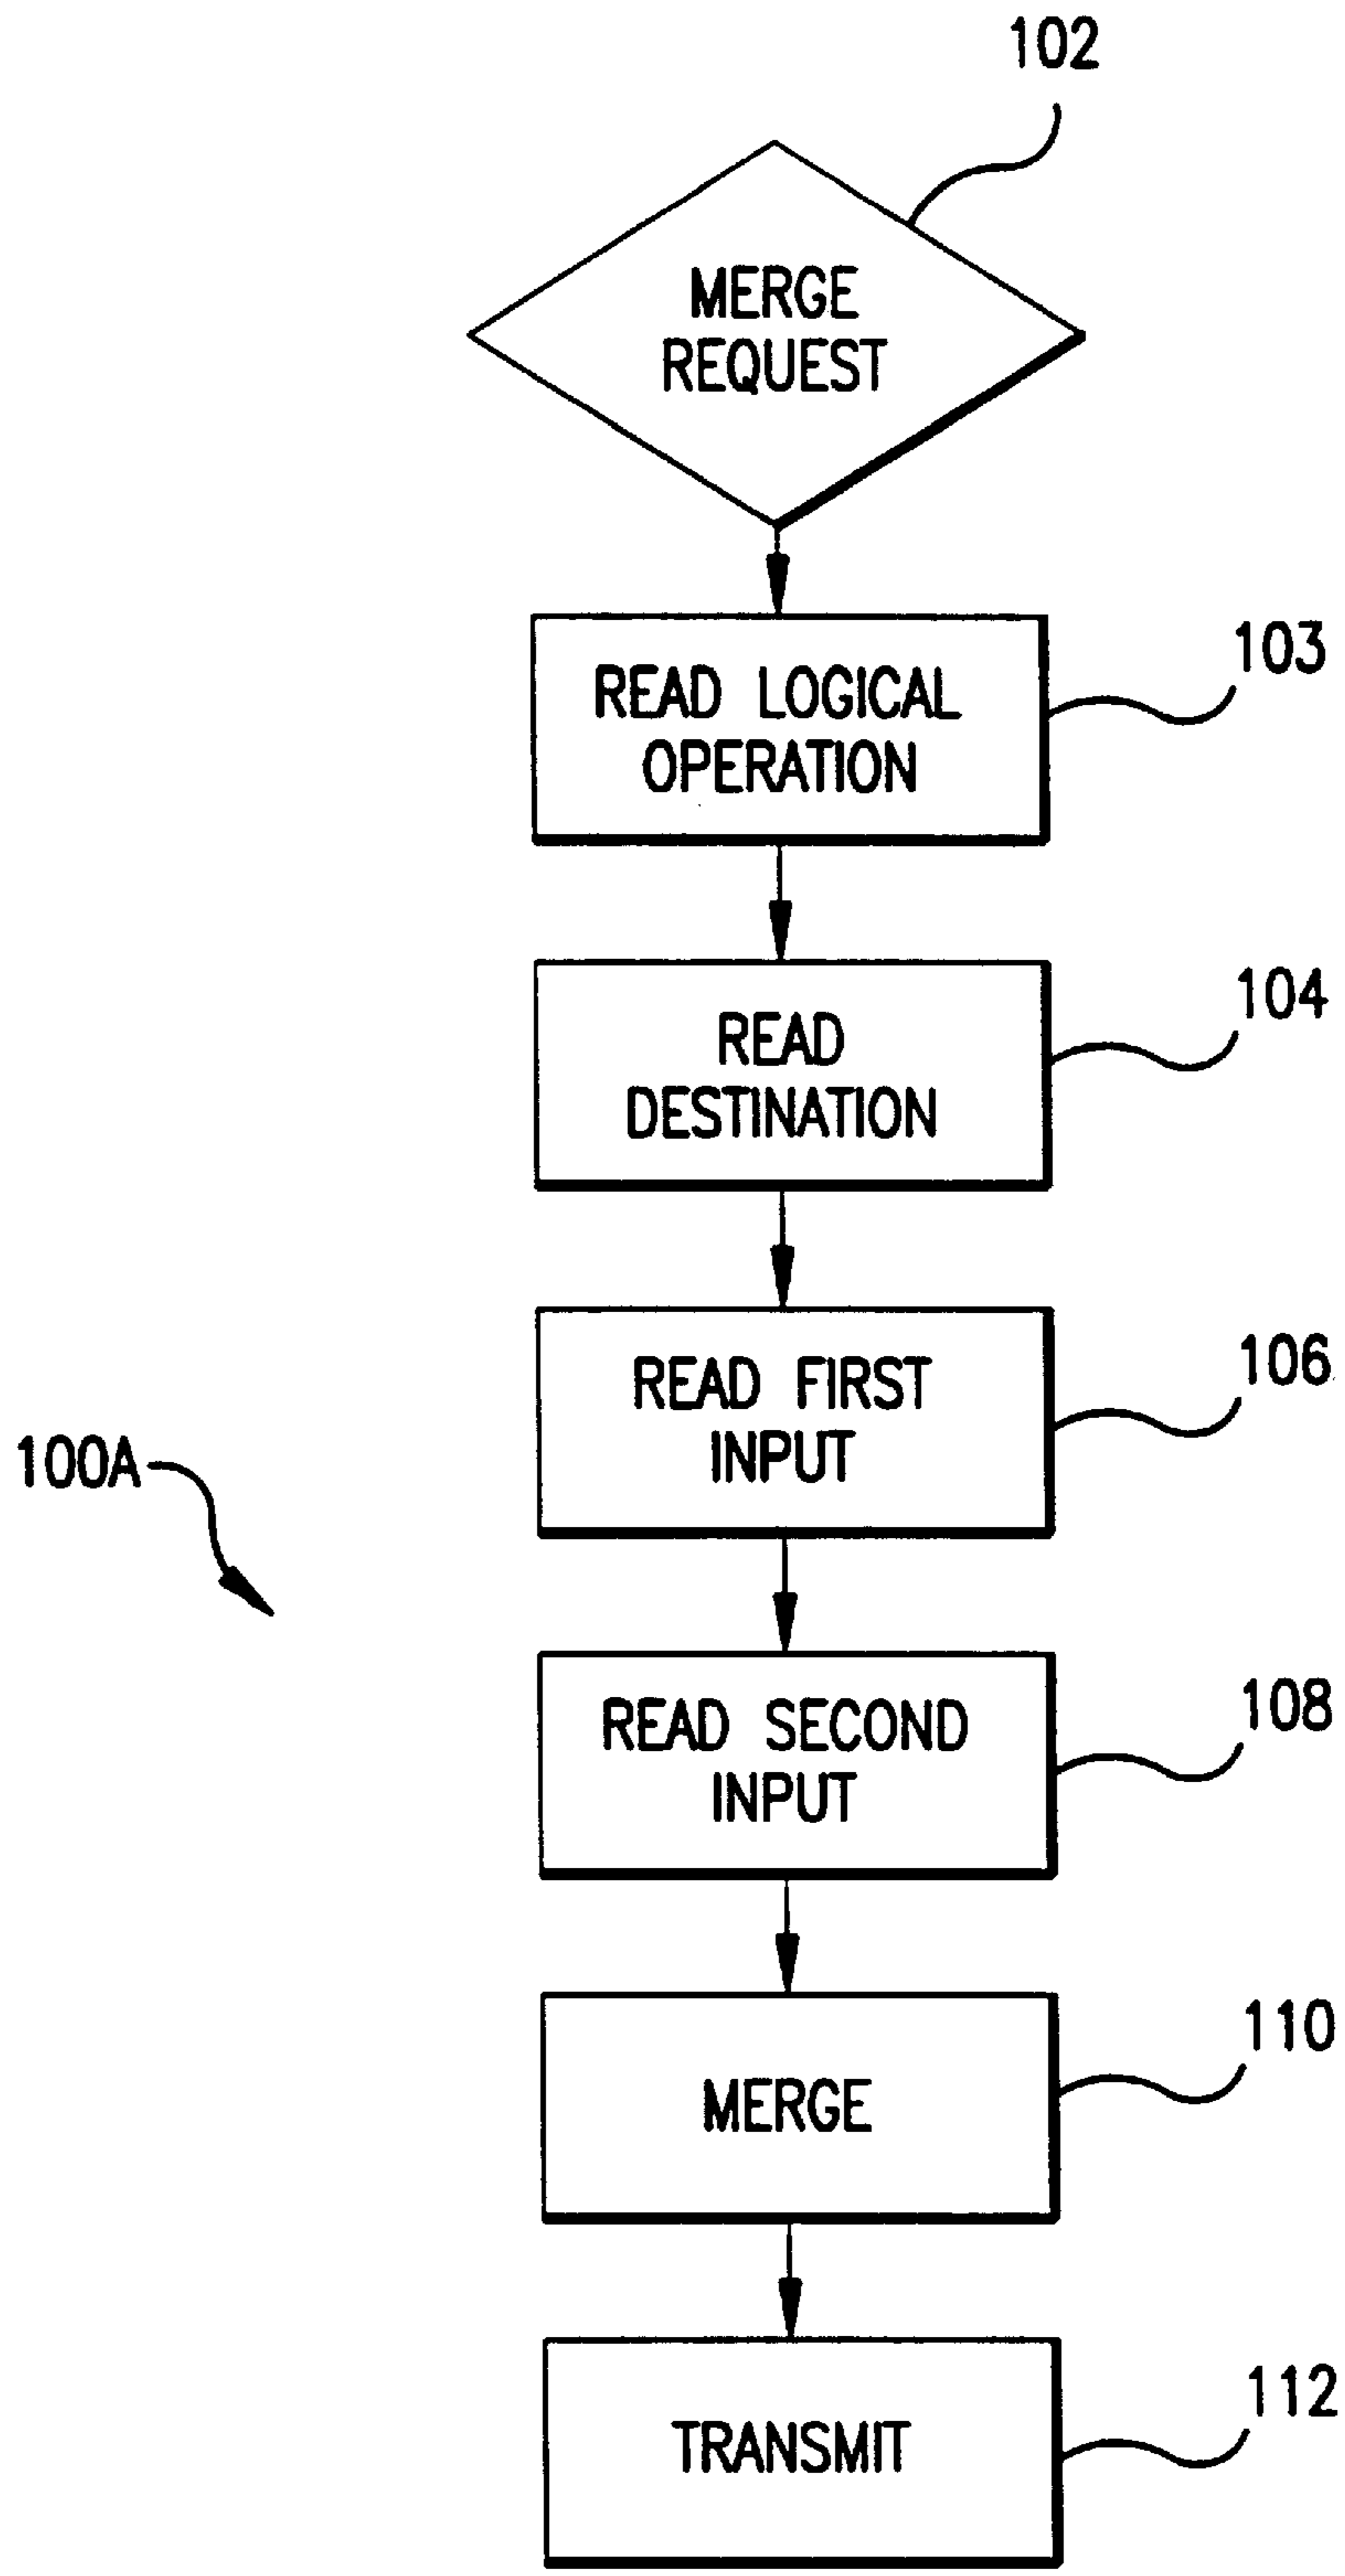 102
MERGE
REQUEST
READ LOGICAL
OPERATION
103
READ
DESTINATION
104
READ FIRST
INPUT
106
100A
READ SECOND
INPUT
108
MERGE
110
TRANSMIT
112